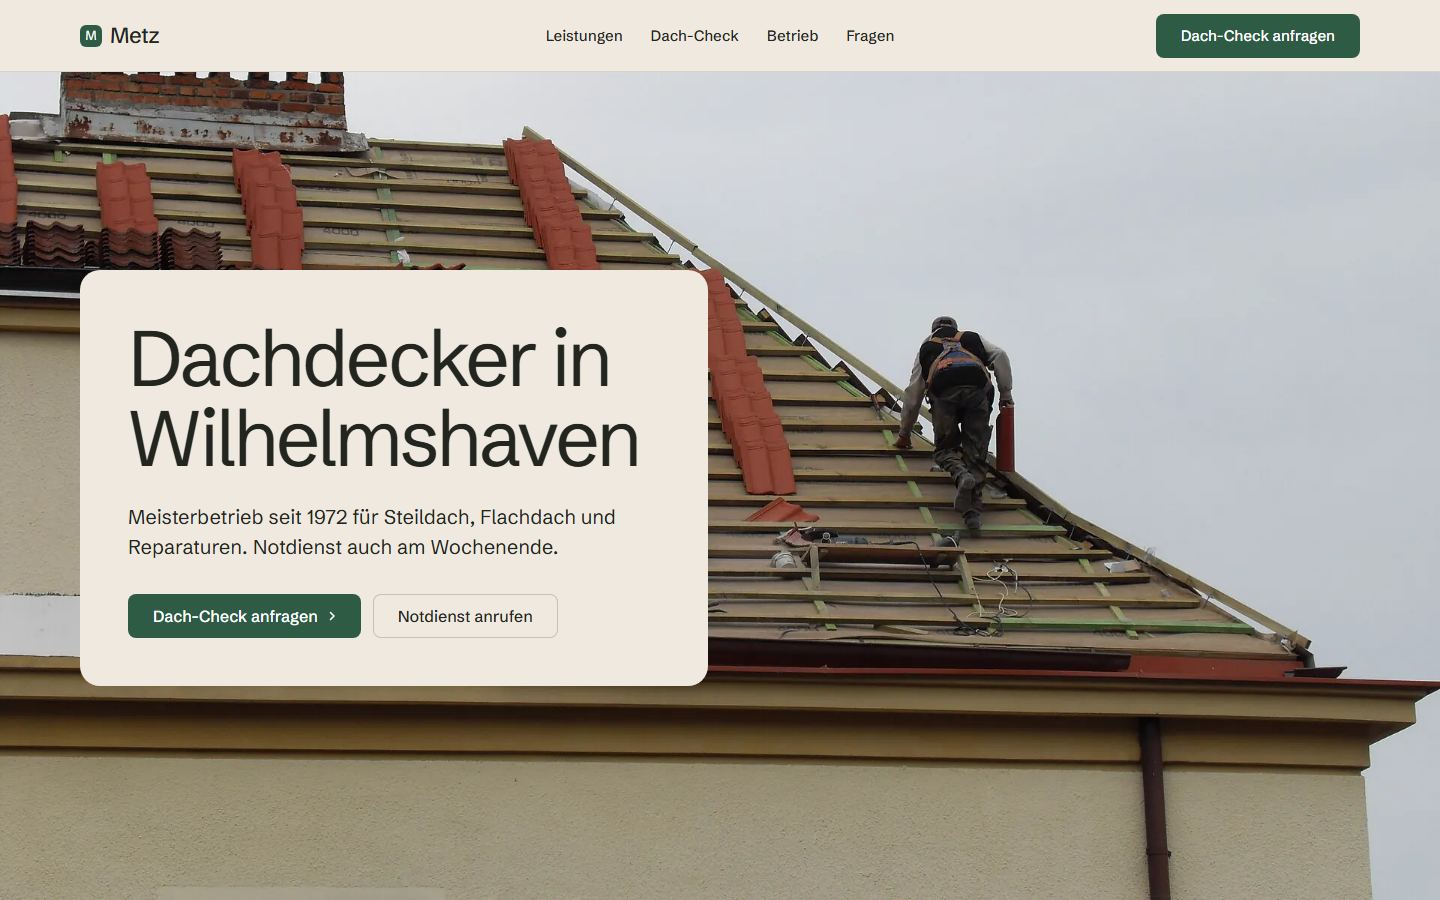 M Metz
Leistungen Dach-Check Betrieb Fragen
Dach-Check anfragen
Dachdecker in
Wilhelmshaven
Meisterbetrieb seit 1972 für Steildach, Flachdach und
Reparaturen. Notdienst auch am Wochenende.
Dach-Check anfragen
Notdienst anrufen